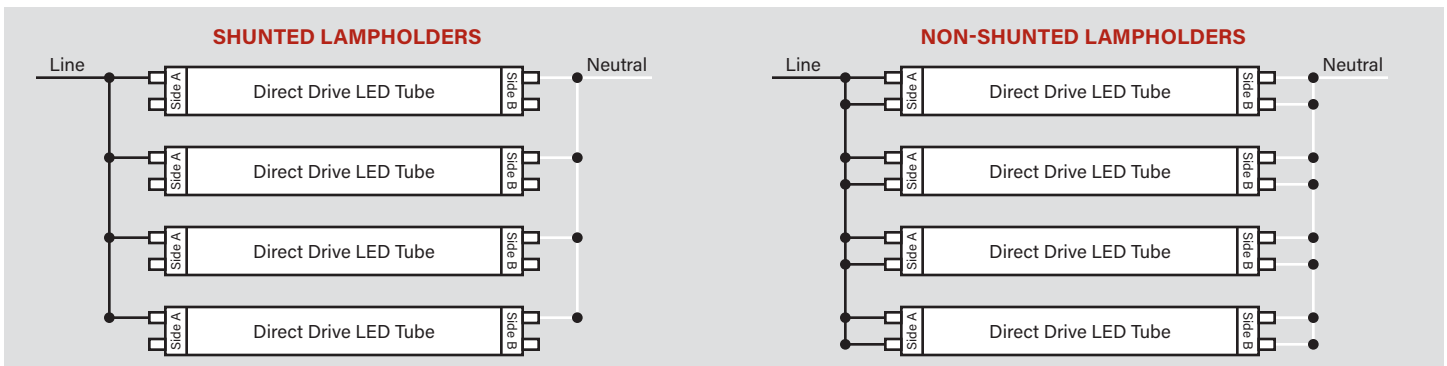 SHUNTED LAMPHOLDERS
Line
Neutral
Side A
Direct Drive LED Tube
Side B
Side A
Direct Drive LED Tube
Side B
Side A
Direct Drive LED Tube
Side B
Side A
Direct Drive LED Tube
Side B
NON-SHUNTED LAMPHOLDERS
Line
Neutral
Side A
Direct Drive LED Tube
Side B
Side A
Direct Drive LED Tube
Side B
Side A
Direct Drive LED Tube
Side B
Side A
Direct Drive LED Tube
Side B